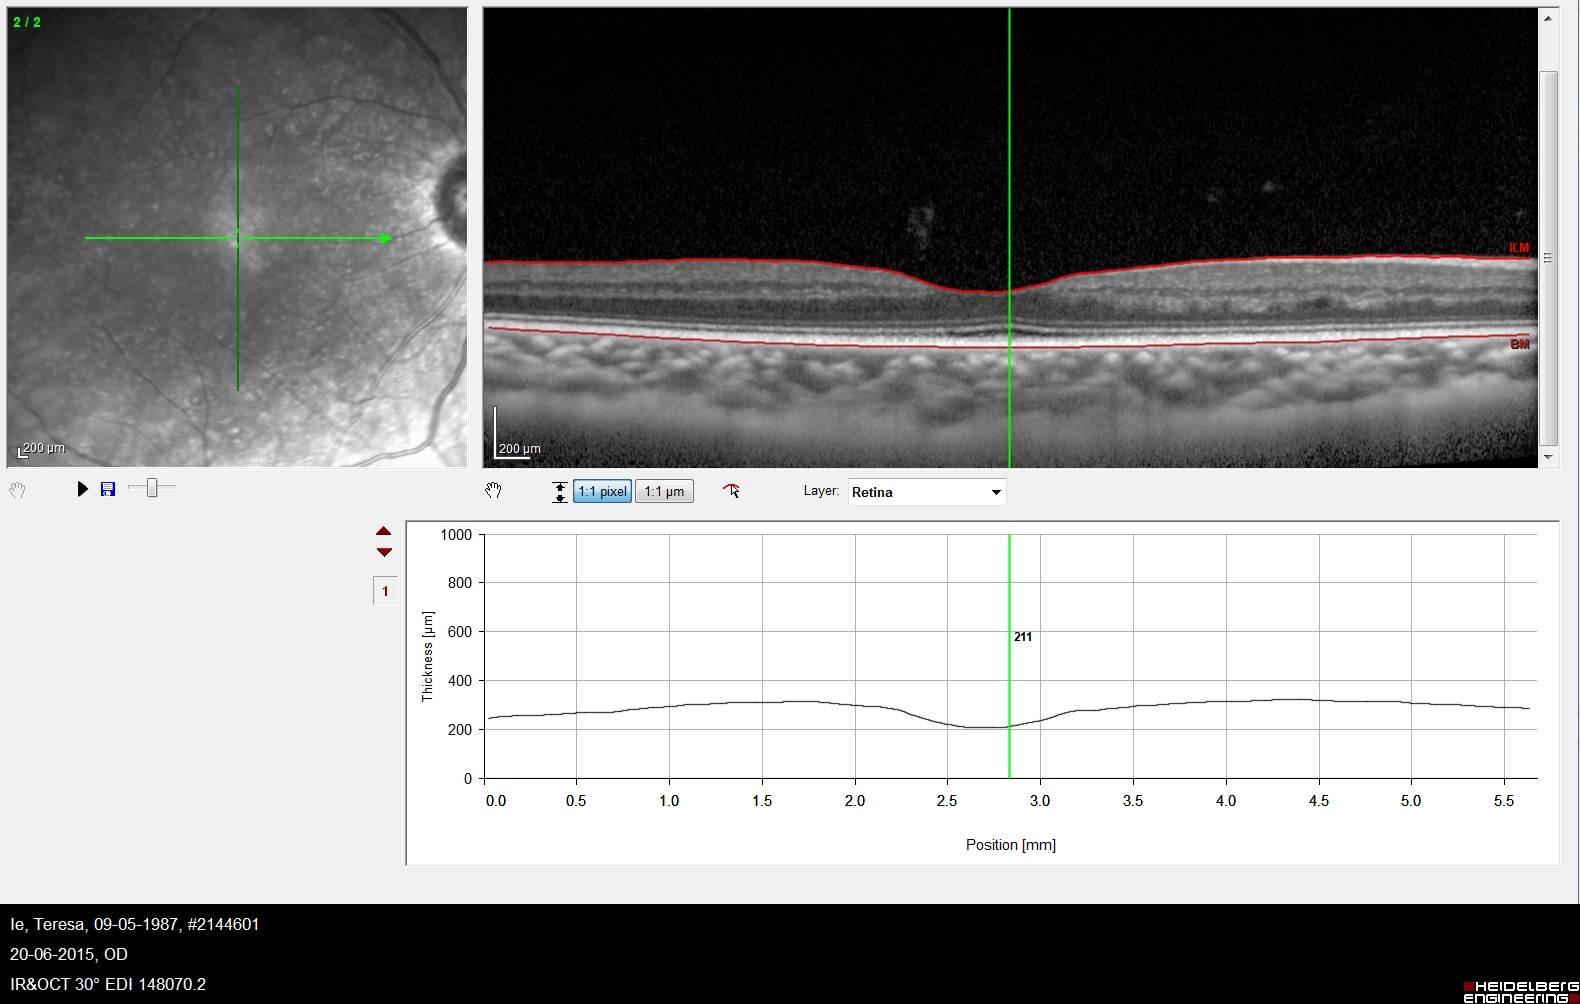 2 / 2
200 µm
ILM
BM
200 µm
1:1 pixel
1:1 µm
Layer:
Retina
1
Thickness [µm]
1000
800
600
400
200
0
211
0.0 0.5 1.0 1.5 2.0 2.5 3.0 3.5 4.0 4.5 5.0 5.5
Position [mm]
Ie, Teresa, 09-05-1987, #2144601
20-06-2015, OD
IR&OCT 30° EDI 148070.2
HEIDELBERG
ENGINEERING